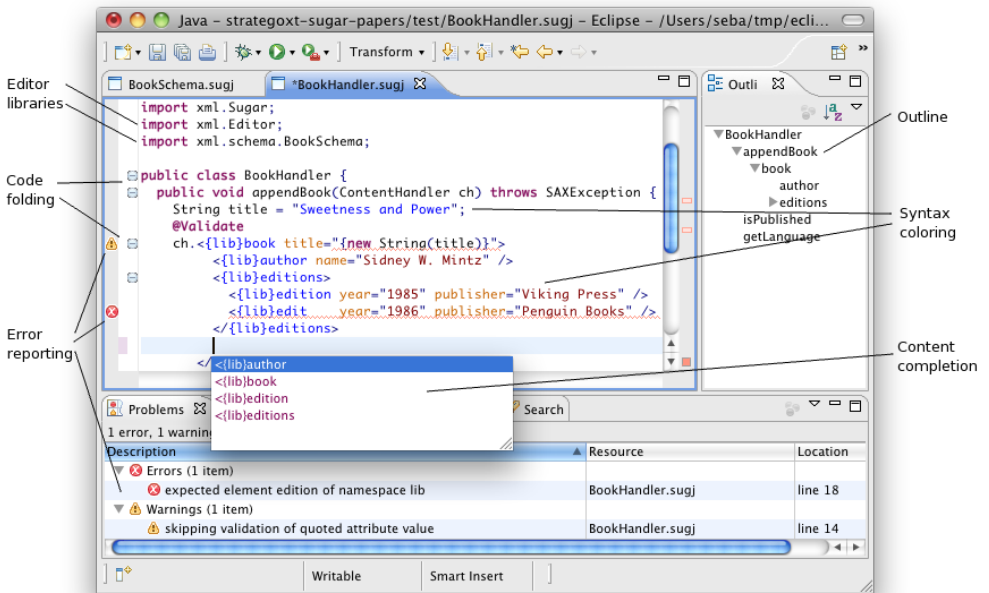 Java – strategoxt-sugar-papers/test/BookHandler.sugj – Eclipse – /Users/seba/tmp/ecli...
Transform
BookSchema.sugj
*BookHandler.sugj
Outli
Editor
libraries
import xml.Sugar;
import xml.Editor;
import xml.schema.BookSchema;
Code
folding
public class BookHandler {
public void appendBook(ContentHandler ch) throws SAXException {
String title = "Sweetness and Power";
@Validate
ch.<{lib}book title="{new String(title)}">
<{lib}author name="Sidney W. Mintz" />
<{lib}editions>
<{lib}edition year="1985" publisher="Viking Press" />
<{lib}edit year="1986" publisher="Penguin Books" />
</{lib}editions>
</
<{lib}author
<{lib}book
<{lib}edition
<{lib}editions
Error
reporting
BookHandler
appendBook
book
author
editions
isPublished
getLanguage
Outline
Syntax
coloring
Content
completion
Problems
Search
1 error, 1 warning
Description
Resource
Location
Errors (1 item)
expected element edition of namespace lib
BookHandler.sugj
line 18
Warnings (1 item)
skipping validation of quoted attribute value
BookHandler.sugj
line 14
Writable
Smart Insert